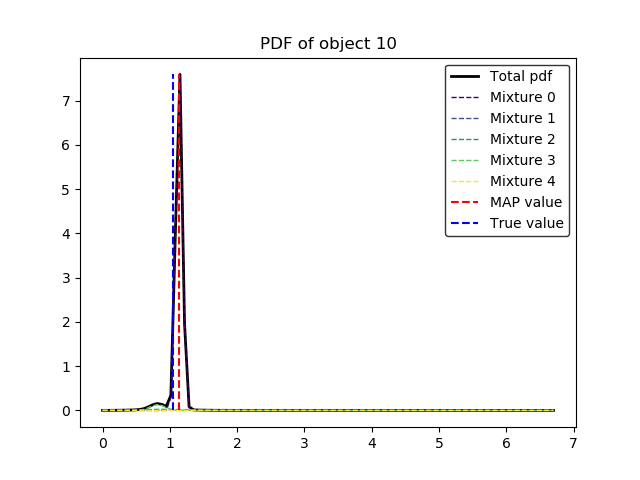 PDF of object 10
Total pdf
Mixture 0
Mixture 1
Mixture 2
Mixture 3
Mixture 4
MAP value
True value
7
6
5
4
3
2
1
0
0 1 2 3 4 5 6 7